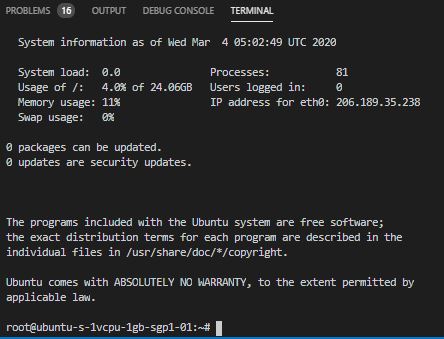 PROBLEMS 16 OUTPUT DEBUG CONSOLE TERMINAL
System information as of Wed Mar  4 05:02:49 UTC 2020
System load:  0.0                Processes:           81
Usage of /:   4.0% of 24.06GB   Users logged in:     0
Memory usage: 11%                IP address for eth0: 206.189.35.238
Swap usage:   0%
0 packages can be updated.
0 updates are security updates.
The programs included with the Ubuntu system are free software;
the exact distribution terms for each program are described in the
individual files in /usr/share/doc/*/copyright.
Ubuntu comes with ABSOLUTELY NO WARRANTY, to the extent permitted by
applicable law.
root@ubuntu-s-1vcpu-1gb-sgp1-01:~#